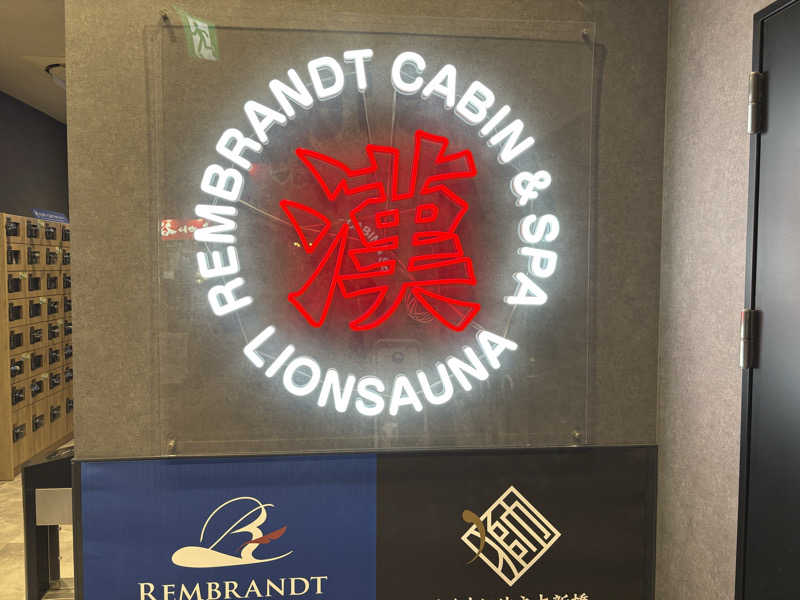 REMBRANDT CABIN & SPA
漢
LIONSAUNA
REMBRANDT